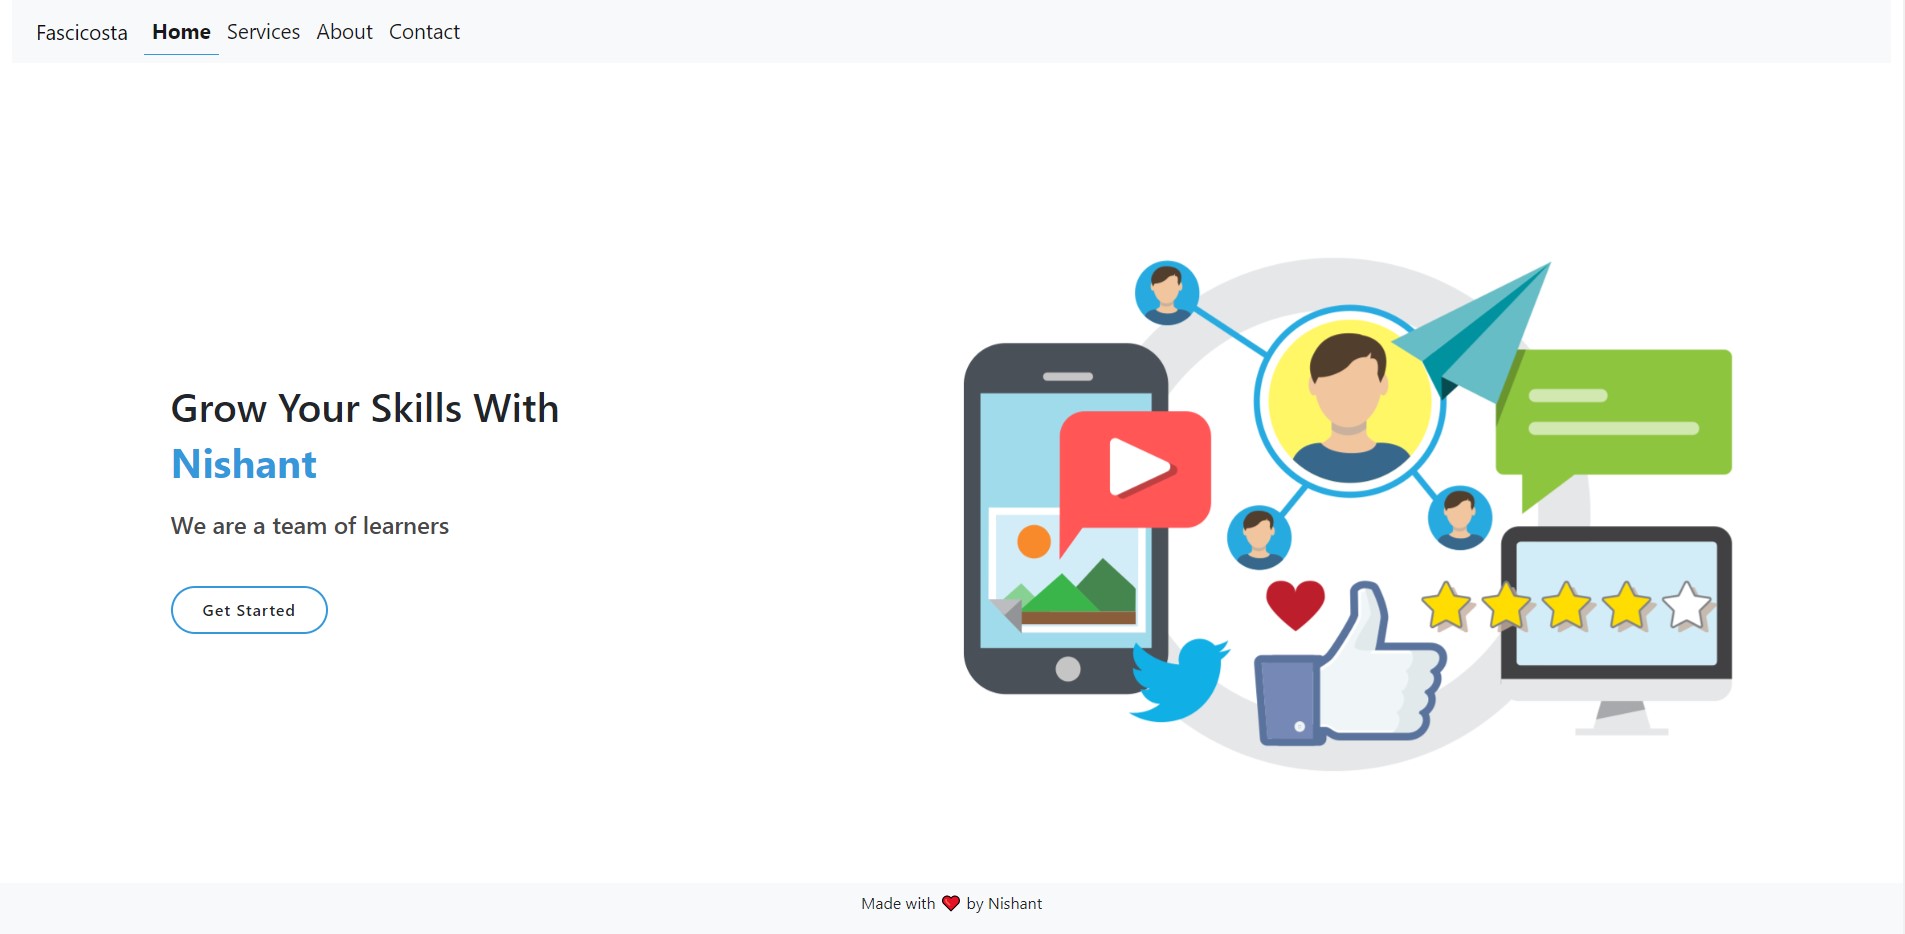 Fascicosta Home Services About Contact
Grow Your Skills With
Nishant
We are a team of learners
Get Started
Made with ❤️ by Nishant